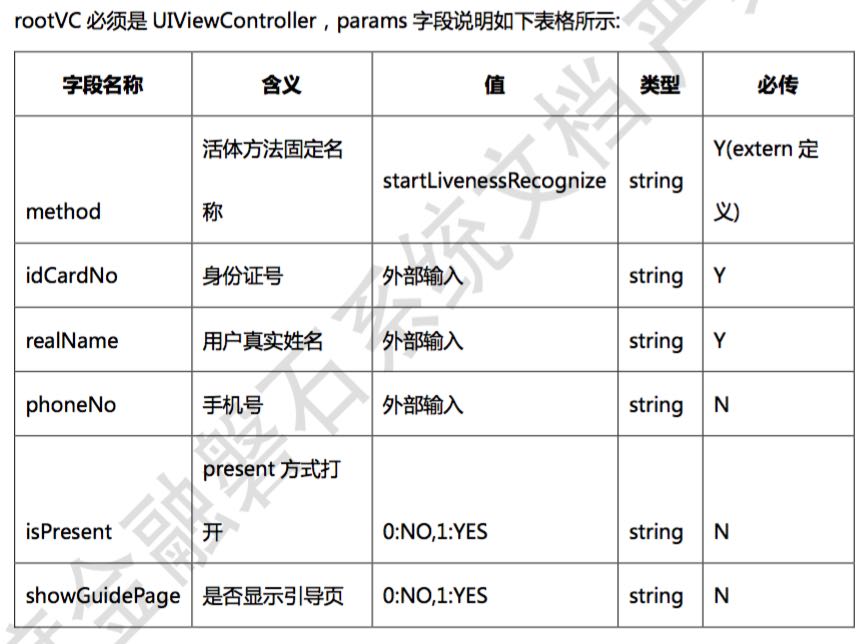 rootVC 必须是 UIViewController，params 字段说明如下表格所示:
字段名称 含义 值 类型 必传
method 活体方法固定名称 startLivenessRecognize string Y(extern 定义)
idCardNo 身份证号 外部输入 string Y
realName 用户真实姓名 外部输入 string Y
phoneNo 手机号 外部输入 string N
isPresent present 方式打开 0:NO,1:YES string N
showGuidePage 是否显示引导页 0:NO,1:YES string N
金融磐石系统文档 严